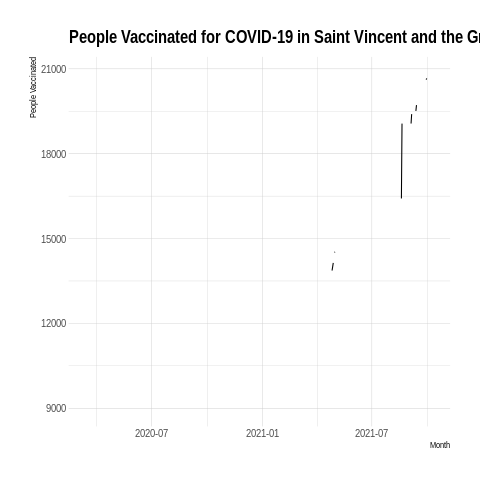 People Vaccinated for COVID-19 in Saint Vincent and the Gr
People Vaccinated
21000
18000
15000
12000
9000
2020-07
2021-01
2021-07
Month